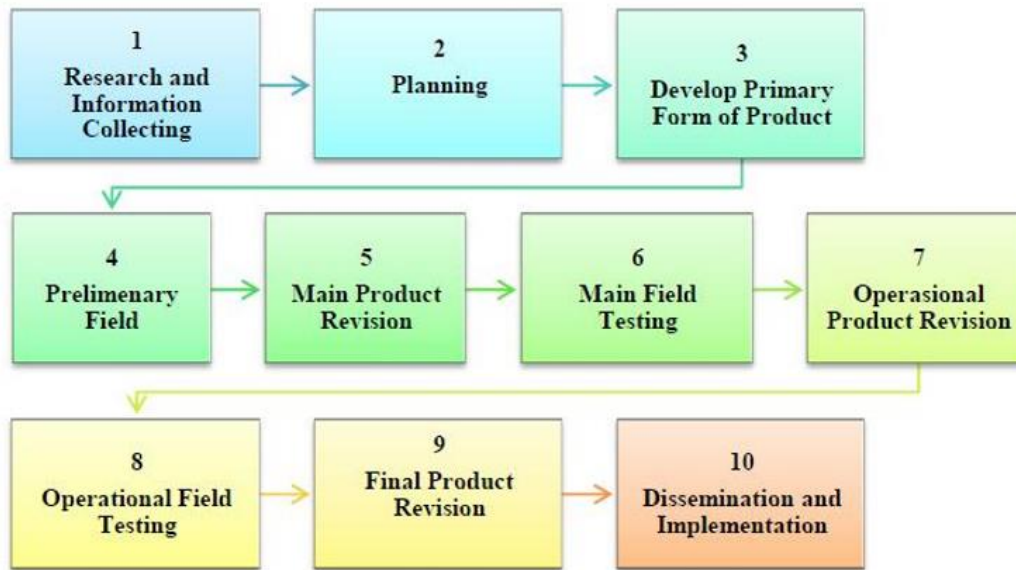 1
Research and
Information
Collecting
2
Planning
3
Develop Primary
Form of Product
4
Prelimenary
Field
5
Main Product
Revision
6
Main Field
Testing
7
Operasional
Product Revision
8
Operational Field
Testing
9
Final Product
Revision
10
Dissemination and
Implementation